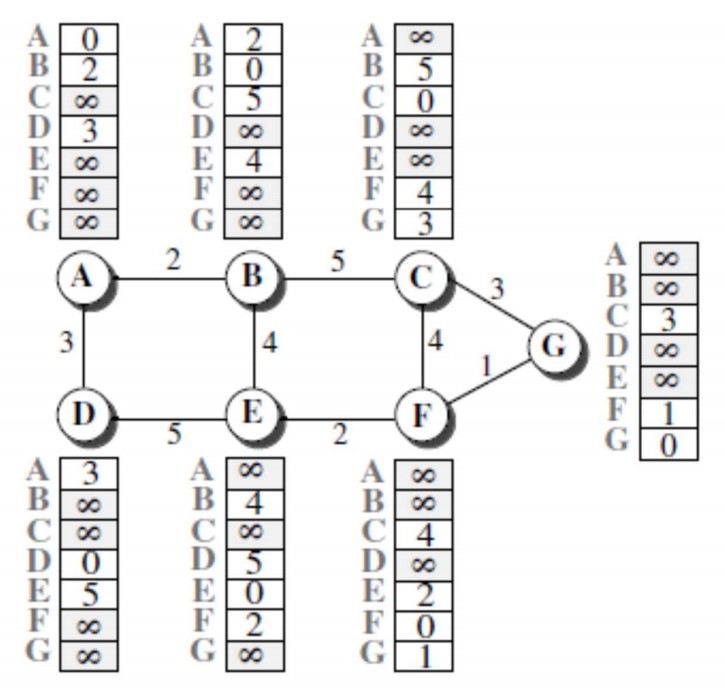 A 0 A 2 A ∞
B 2 B 0 B 5
C ∞ C 5 C 0
D 3 D ∞ D ∞
E ∞ E 4 E ∞
F ∞ F ∞ F 4
G ∞ G ∞ G 3
A 2 B 5 C 3
3 4 4 1 G
D 5 E 2 F
A ∞
B ∞
C 3
D ∞
E ∞
F 1
G 0
A 3 A ∞ A ∞
B ∞ B 4 B ∞
C ∞ C ∞ C 4
D 0 D 5 D ∞
E 5 E 0 E 2
F ∞ F 2 F 0
G ∞ G ∞ G 1